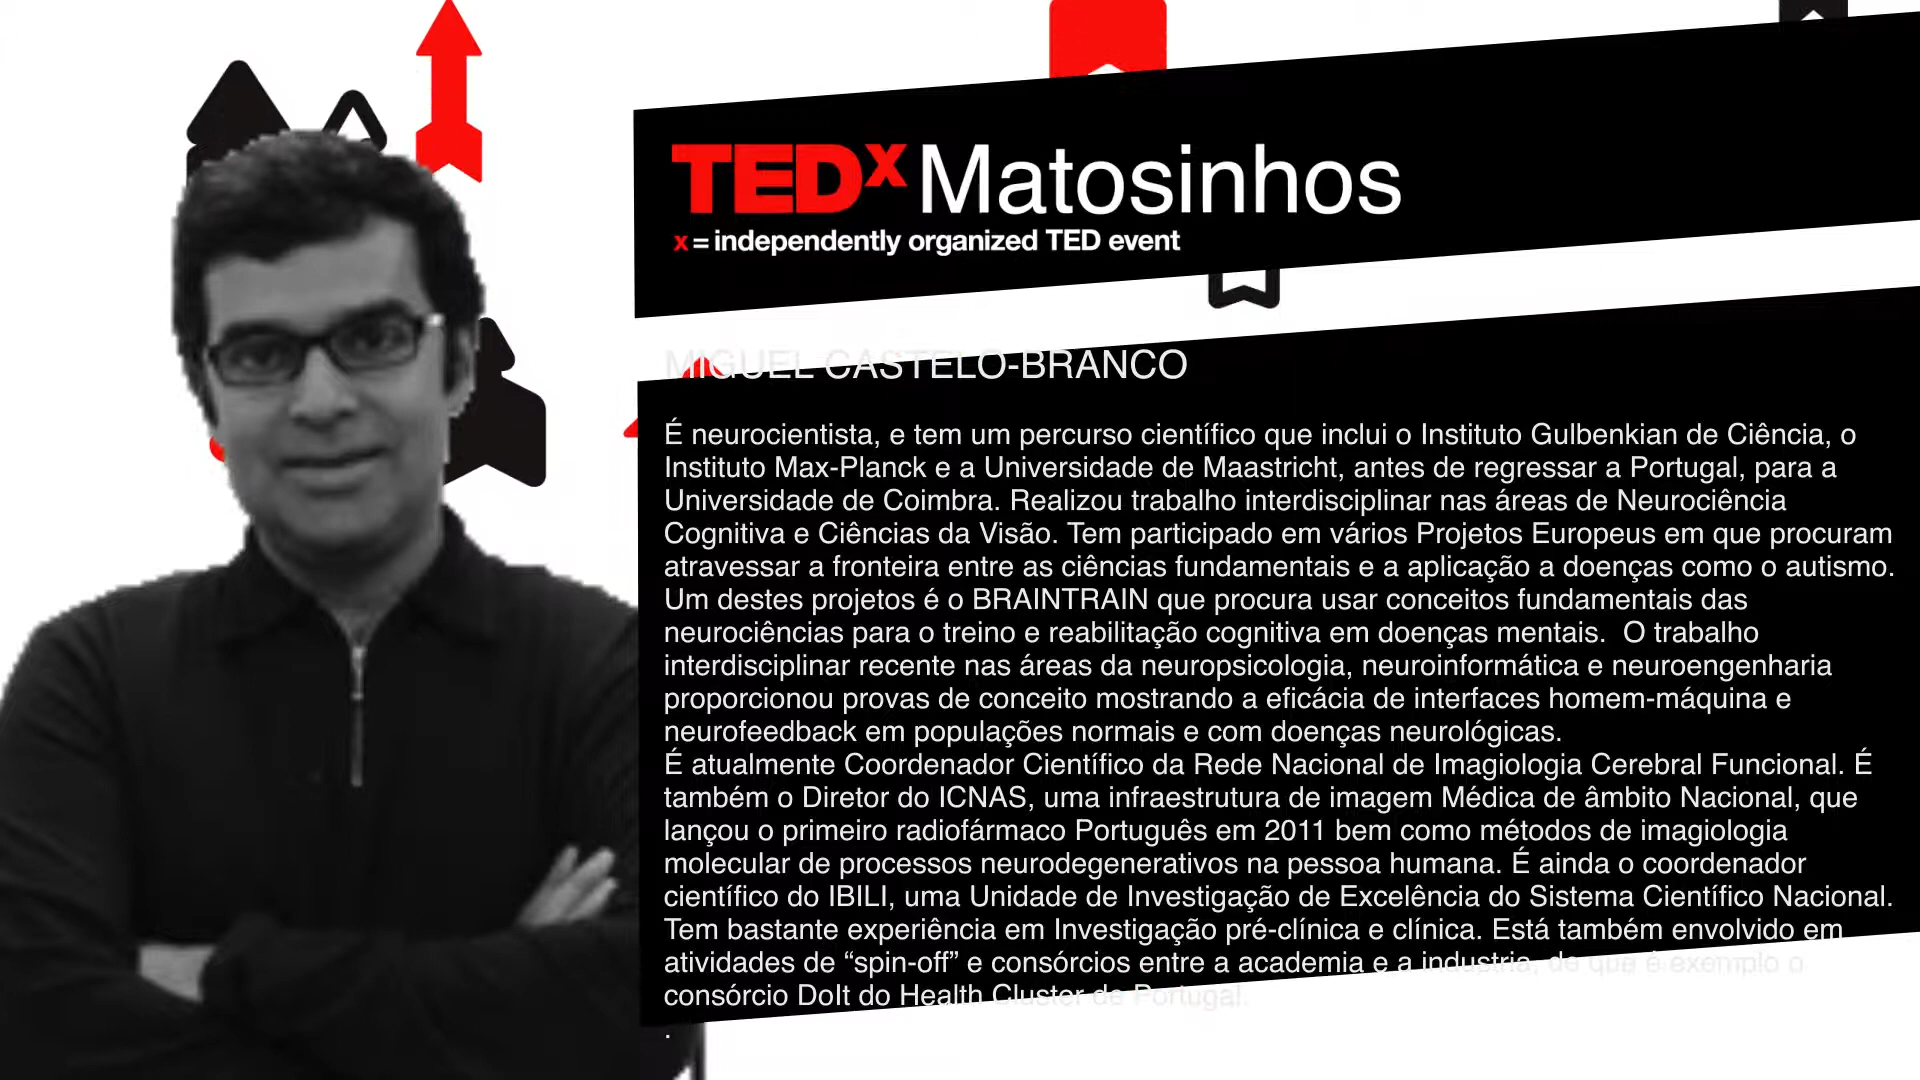 TEDx Matosinhos
x = independently organized TED event
MIGUEL CASTELO-BRANCO
É neurocientista, e tem um percurso científico que inclui o Instituto Gulbenkian de Ciência, o
Instituto Max-Planck e a Universidade de Maastricht, antes de regressar a Portugal, para a
Universidade de Coimbra. Realizou trabalho interdisciplinar nas áreas de Neurociência
Cognitiva e Ciências da Visão. Tem participado em vários Projetos Europeus em que procuram
atravessar a fronteira entre as ciências fundamentais e a aplicação a doenças como o autismo.
Um destes projetos é o BRAINTRAIN que procura usar conceitos fundamentais das
neurociências para o treino e reabilitação cognitiva em doenças mentais.  O trabalho
interdisciplinar recente nas áreas da neuropsicologia, neuroinformática e neuroengenharia
proporcionou provas de conceito mostrando a eficácia de interfaces homem-máquina e
neurofeedback em populações normais e com doenças neurológicas.
É atualmente Coordenador Científico da Rede Nacional de Imagiologia Cerebral Funcional. É
também o Diretor do ICNAS, uma infraestrutura de imagem Médica de âmbito Nacional, que
lançou o primeiro radiofármaco Português em 2011 bem como métodos de imagiologia
molecular de processos neurodegenerativos na pessoa humana. É ainda o coordenador
científico do IBILI, uma Unidade de Investigação de Excelência do Sistema Científico Nacional.
Tem bastante experiência em Investigação pré-clínica e clínica. Está também envolvido em
atividades de “spin-off” e consórcios entre a academia e a industria, de que é exemplo o
consórcio DoIt do Health Cluster de Portugal.
.